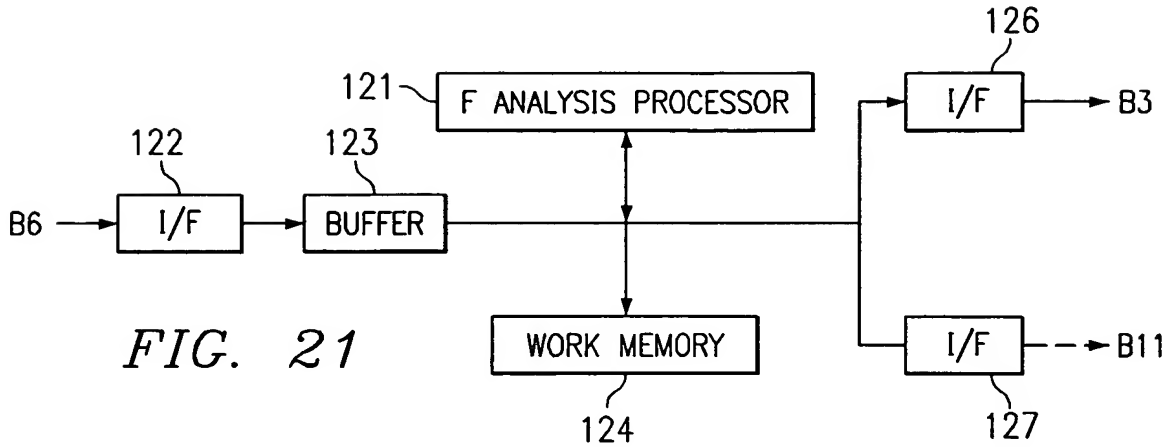 126
121
F ANALYSIS PROCESSOR
I/F
B3
122
123
B6
I/F
BUFFER
FIG. 21
WORK MEMORY
I/F
B11
124
127